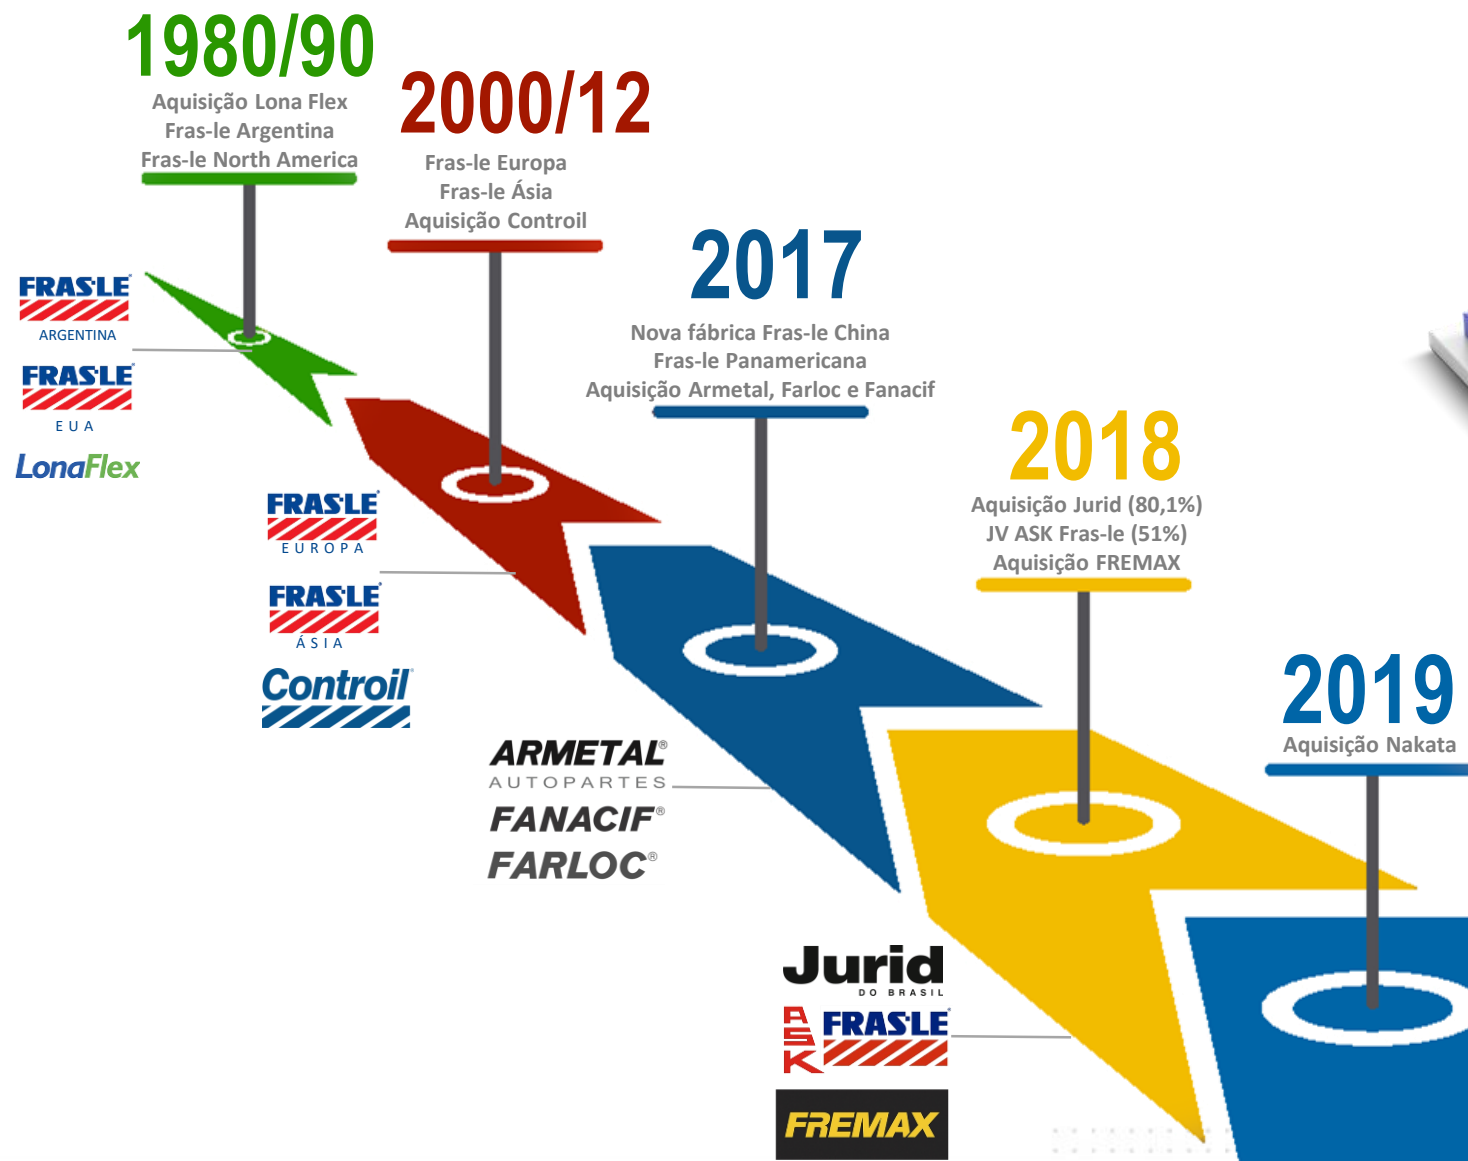 1980/90
Aquisição Lona Flex
Fras-le Argentina
Fras-le North America
2000/12
Fras-le Europa
Fras-le Ásia
Aquisição Controil
2017
Nova fábrica Fras-le China
Fras-le Panamericana
Aquisição Armetal, Farloc e Fanacif
2018
Aquisição Jurid (80,1%)
JV ASK Fras-le (51%)
Aquisição FREMAX
2019
Aquisição Nakata
FRAS-LE
ARGENTINA
FRAS-LE
EUA
LonaFlex
FRAS-LE
EUROPA
FRAS-LE
ÁSIA
Controil
ARMETAL®
AUTOPARTES
FANACIF®
FARLOC®
Jurid
DO BRASIL
ASK FRAS-LE
FREMAX